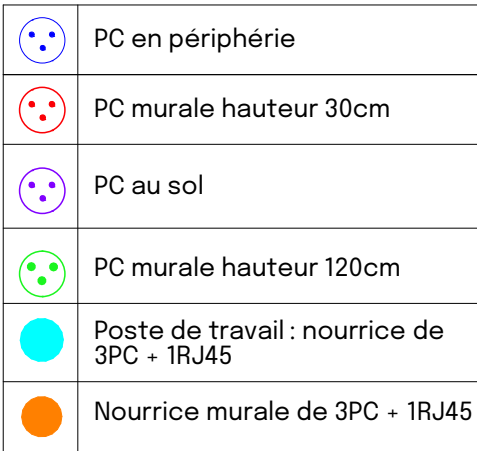 PC en périphérie
PC murale hauteur 30cm
PC au sol
PC murale hauteur 120cm
Poste de travail : nourrice de
3PC + 1RJ45
Nourrice murale de 3PC + 1RJ45